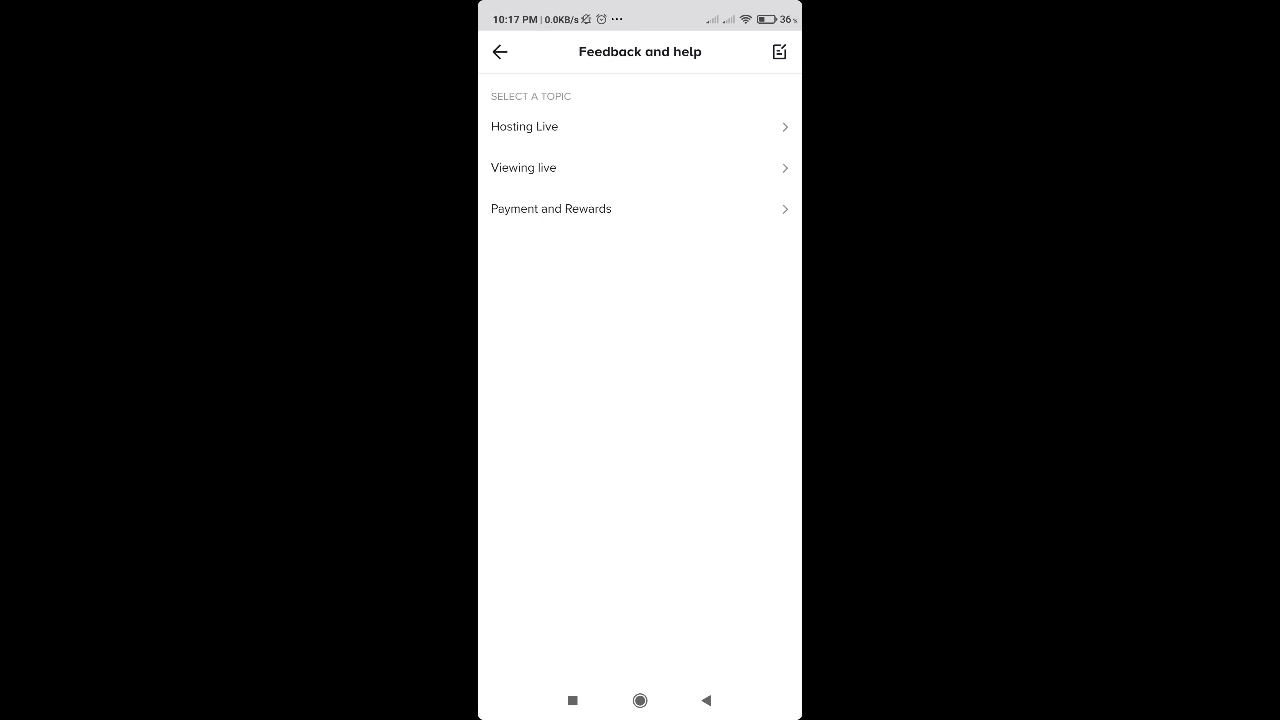 10:17 PM | 0.0KB/s ... 36%
Feedback and help
SELECT A TOPIC
Hosting Live
Viewing live
Payment and Rewards